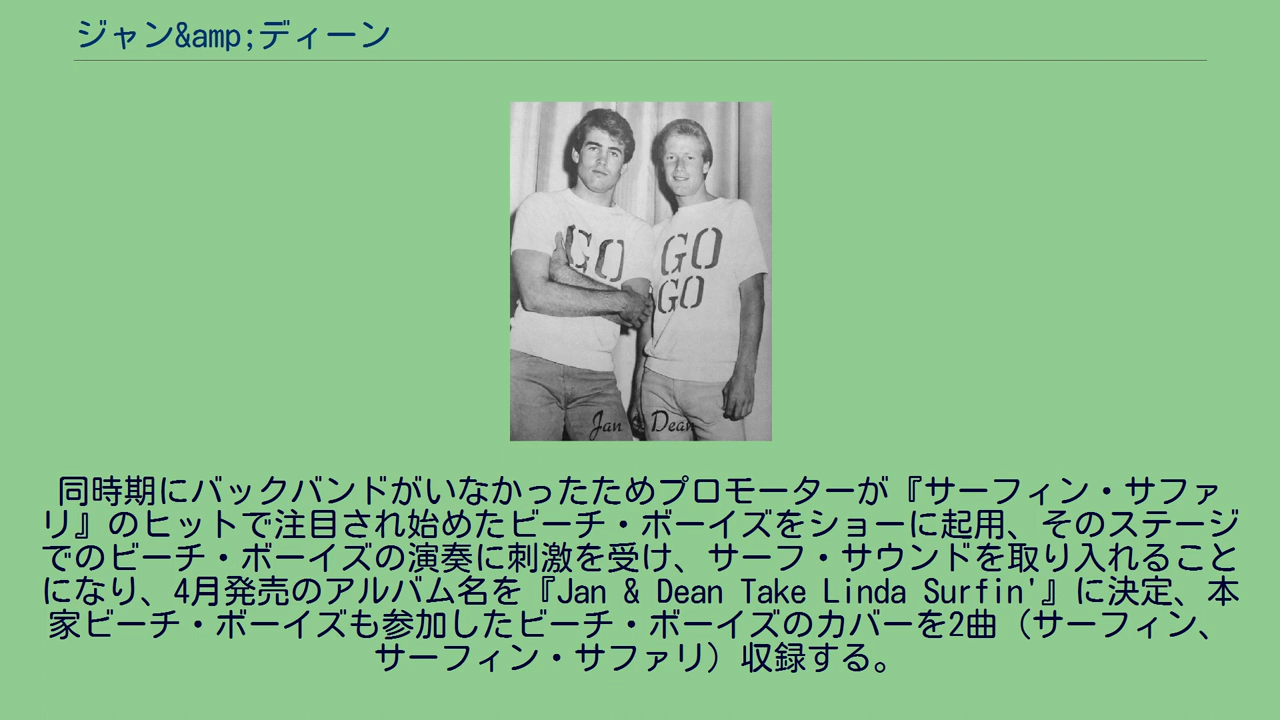 ジャン&amp;ディーン
GO
GO
GO
Jan & Dean
同時期にバックバンドがいなかったためプロモーターが『サーフィン・サファ
リ』のヒットで注目され始めたビーチ・ボーイズをショーに起用、そのステージ
でのビーチ・ボーイズの演奏に刺激を受け、サーフ・サウンドを取り入れること
になり、4月発売のアルバム名を『Jan & Dean Take Linda Surfin'』に決定、本
家ビーチ・ボーイズも参加したビーチ・ボーイズのカバーを2曲（サーフィン、
サーフィン・サファリ）収録する。